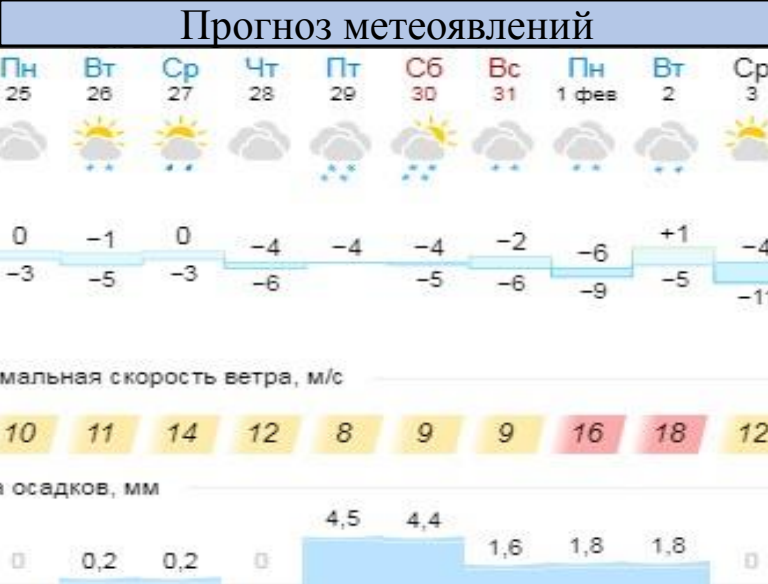 Прогноз метеоявлений
Пн Вт Ср Чт Пт Сб Вс Пн Вт Ср
25 26 27 28 29 30 31 1 фев 2 3
0 −1 0 −4 −4 −4 −2 −6 +1 −4
−3 −5 −3 −6 −5 −6 −9 −5 −11
мальная скорость ветра, м/с
10 11 14 12 8 9 9 16 18 12
а осадков, мм
4,5 4,4
0 0,2 0,2 0 1,6 1,8 1,8 0